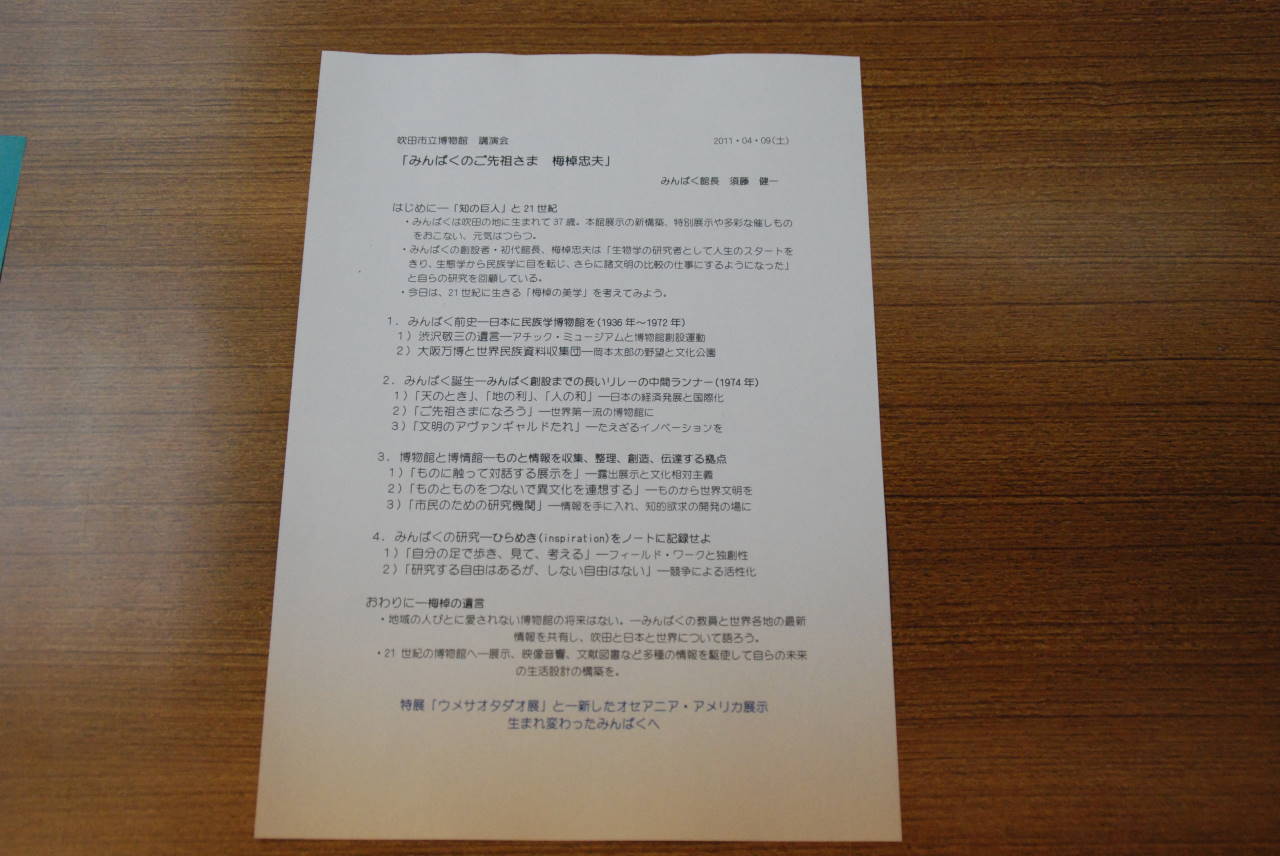 吹田市立博物館　講演会　2011・04・09(土)
「みんぱくのご先祖さま　梅棹忠夫」
みんぱく館長　須藤　健一
はじめに―「知の巨人」と21世紀
・みんぱくは吹田の地に生まれて37歳。本館展示の新構築、特別展示や多彩な催しもの
をおこない、元気はつらつ。
・みんぱくの創設者・初代館長、梅棹忠夫は「生物学の研究者として人生のスタートを
きり、生態学から民族学に目を転じ、さらに諸文明の比較の仕事にするようになった」
と自らの研究を回顧している。
・今日は、21世紀に生きる「梅棹の美学」を考えてみよう。
1．みんぱく前史―日本に民族学博物館を(1936年～1972年)
1）渋沢敬三の遺言―アチック・ミュージアムと博物館創設運動
2）大阪万博と世界民族資料収集団―岡本太郎の野望と文化公園
2．みんぱく誕生―みんぱく創設までの長いリレーの中間ランナー(1974年)
1）「天のとき」、「地の利」、「人の和」―日本の経済発展と国際化
2）「ご先祖さまになろう」―世界第一流の博物館に
3）「文明のアヴァンギャルドたれ」―たえざるイノベーションを
3．博物館と博情館―ものと情報を収集、整理、創造、伝達する拠点
1）「ものに触って対話する展示を」―露出展示と文化相対主義
2）「ものとものをつないで異文化を連想する」―ものから世界文明を
3）「市民のための研究機関」―情報を手に入れ、知的欲求の開発の場に
4．みんぱくの研究―ひらめき(inspiration)をノートに記録せよ
1）「自分の足で歩き、見て、考える」―フィールド・ワークと独創性
2）「研究する自由はあるが、しない自由はない」―競争による活性化
おわりに―梅棹の遺言
・地域の人びとに愛されない博物館の将来はない。―みんぱくの教員と世界各地の最新
情報を共有し、吹田と日本と世界について語ろう。
・21世紀の博物館へ―展示、映像音響、文献図書など多種の情報を駆使して自らの未来
の生活設計の構築を。
特展「ウメサオタダオ展」と一新したオセアニア・アメリカ展示
生まれ変わったみんぱくへ